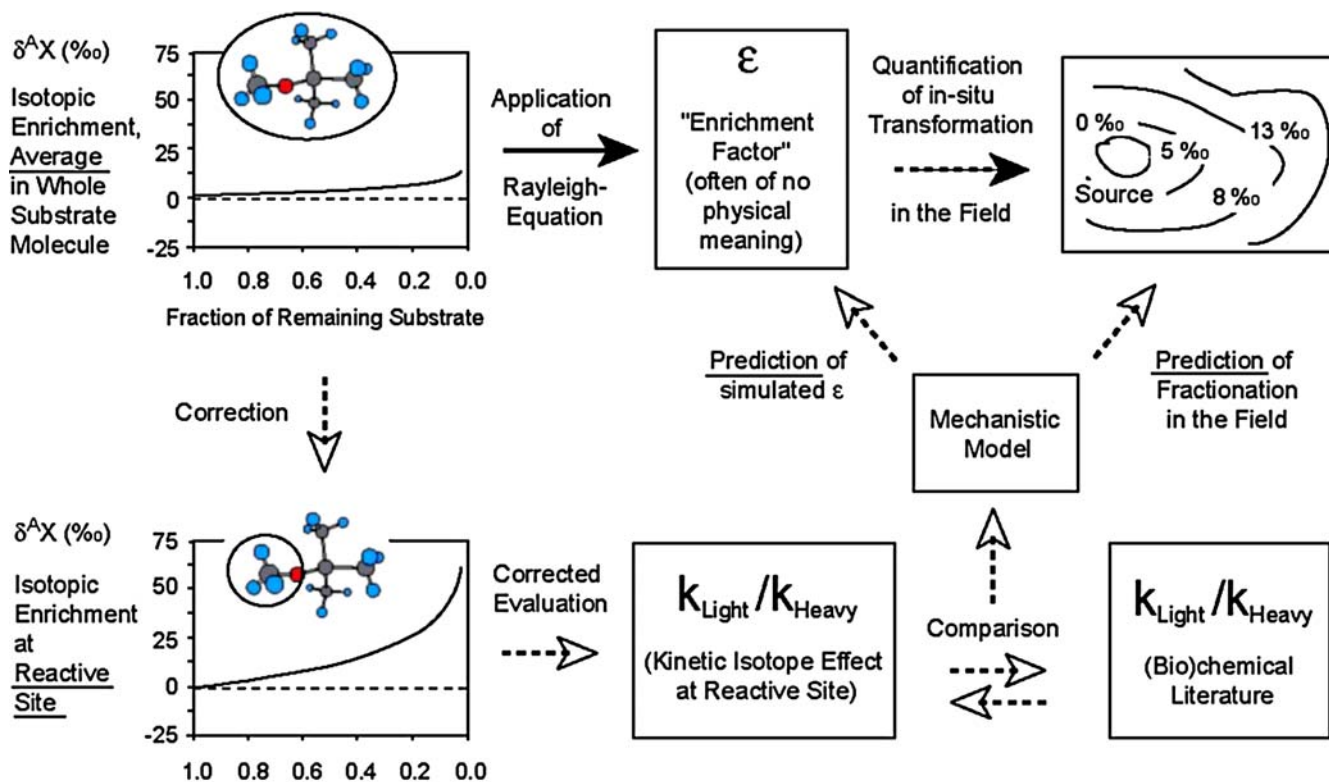 δᴬX (‰)
Isotopic
Enrichment,
Average
in Whole
Substrate
Molecule
75
50
25
0
-25
1.0 0.8 0.6 0.4 0.2 0.0
Fraction of Remaining Substrate
Application
of
Rayleigh-
Equation
ε
"Enrichment
Factor"
(often of no
physical
meaning)
Quantification
of in-situ
Transformation
in the Field
0 ‰
5 ‰
13 ‰
Source
8 ‰
Correction
Prediction of
simulated ε
Mechanistic
Model
Prediction of
Fractionation
in the Field
δᴬX (‰)
Isotopic
Enrichment
at
Reactive
Site
75
50
25
0
-25
1.0 0.8 0.6 0.4 0.2 0.0
Corrected
Evaluation
kLight /kHeavy
(Kinetic Isotope Effect
at Reactive Site)
Comparison
kLight /kHeavy
(Bio)chemical
Literature